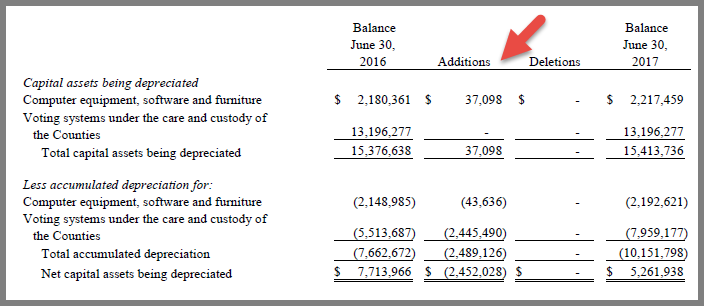 Balance Balance
June 30, June 30,
2016 Additions Deletions 2017
Capital assets being depreciated
Computer equipment, software and furniture $ 2,180,361 $ 37,098 $ - $ 2,217,459
Voting systems under the care and custody of
the Counties 13,196,277 - - 13,196,277
Total capital assets being depreciated 15,376,638 37,098 - 15,413,736
Less accumulated depreciation for:
Computer equipment, software and furniture (2,148,985) (43,636) - (2,192,621)
Voting systems under the care and custody of
the Counties (5,513,687) (2,445,490) - (7,959,177)
Total accumulated depreciation (7,662,672) (2,489,126) - (10,151,798)
Net capital assets being depreciated $ 7,713,966 $ (2,452,028) $ - $ 5,261,938